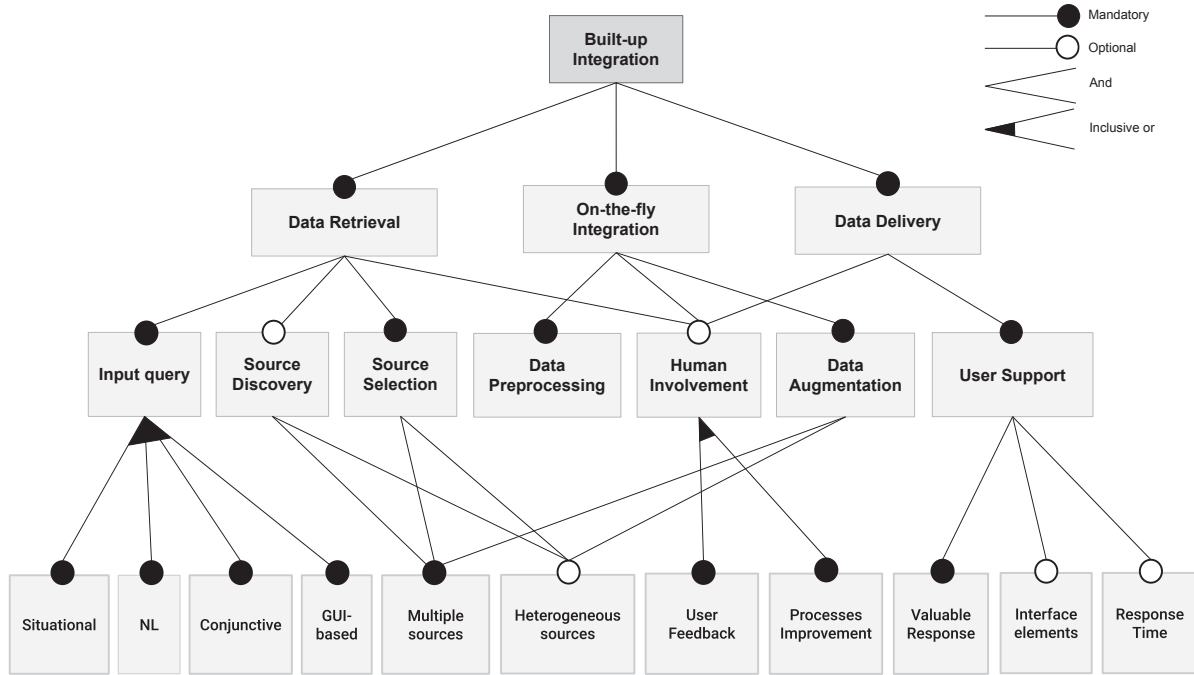 Built-up
Integration
Mandatory
Optional
And
Inclusive or
Data Retrieval
On-the-fly
Integration
Data Delivery
Input query
Source
Discovery
Source
Selection
Data
Preprocessing
Human
Involvement
Data
Augmentation
User Support
Situational
NL
Conjunctive
GUI-
based
Multiple
sources
Heterogeneous
sources
User
Feedback
Processes
Improvement
Valuable
Response
Interface
elements
Response
Time